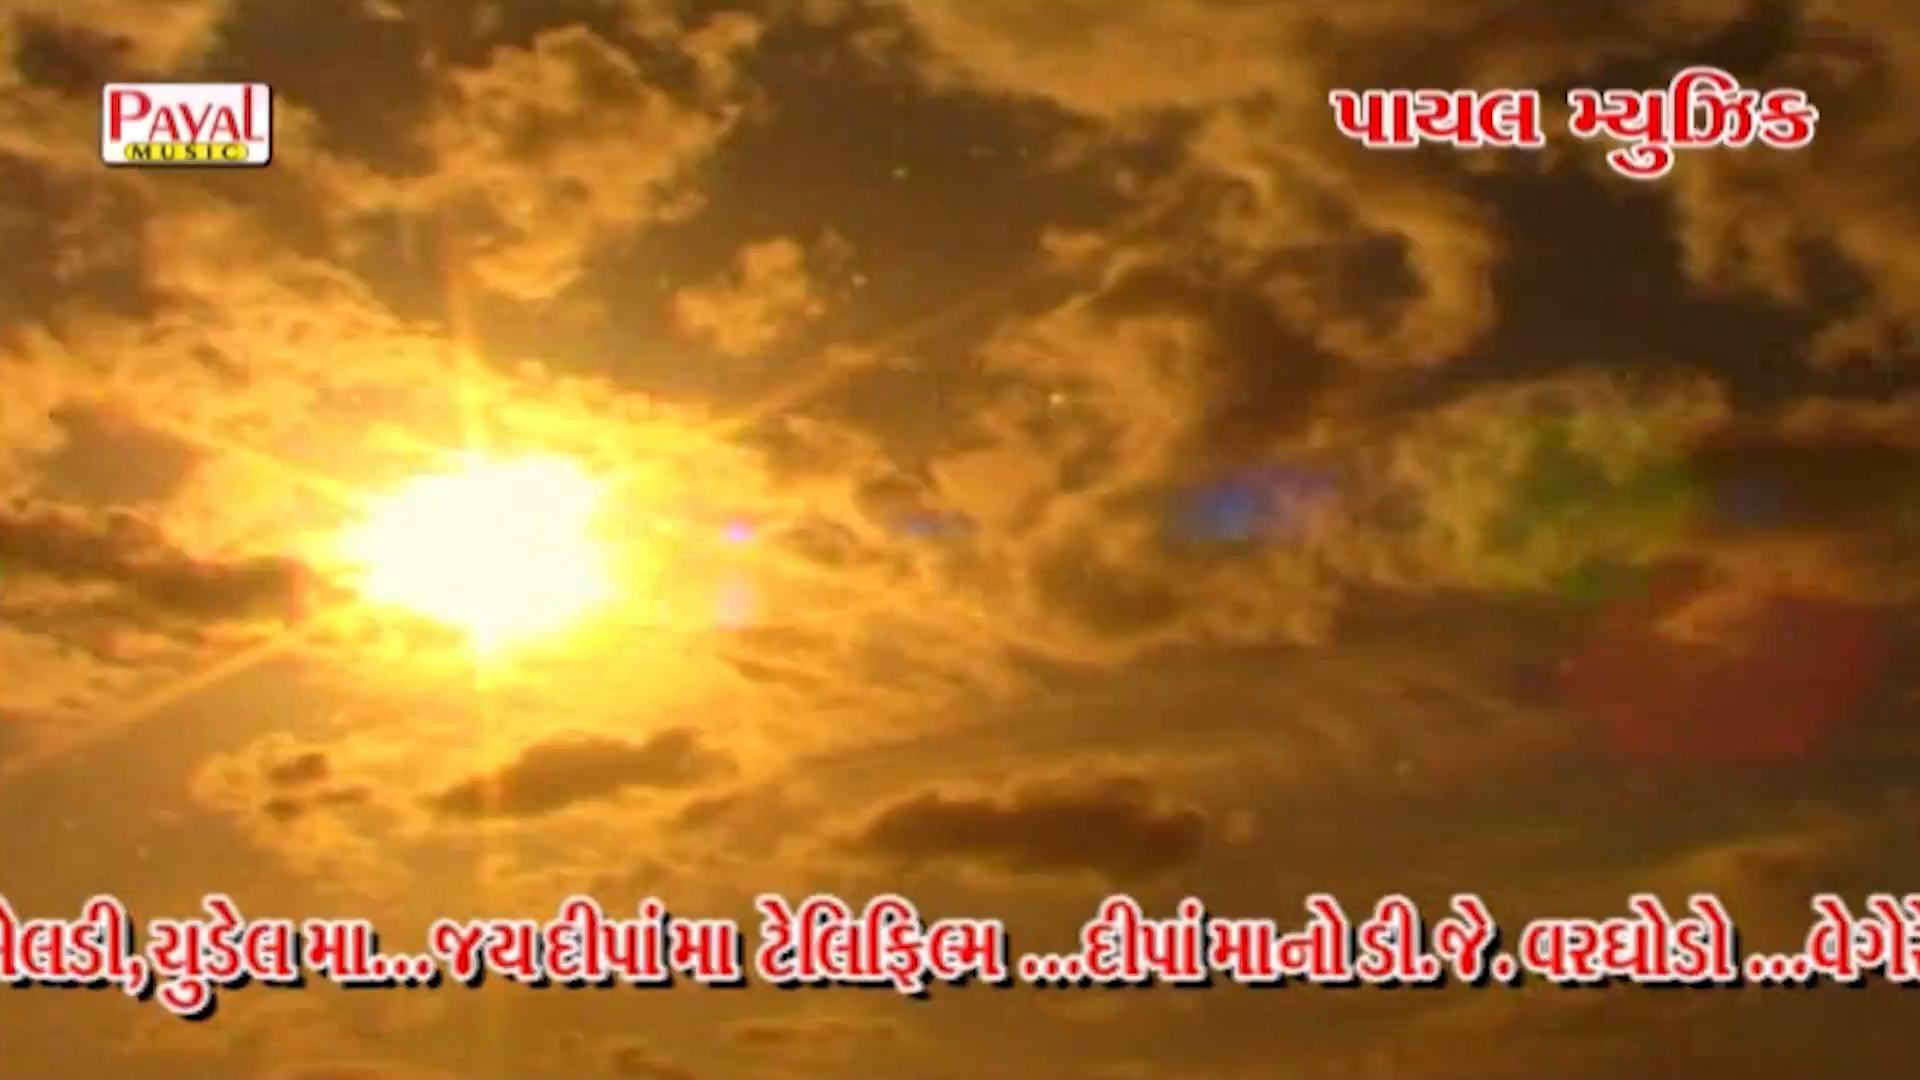 PAYAL
MUSIC
પાયલ મ્યુઝિક
ચુડેલ મા...જય દીપાં મા ટેલિફિલ્મ ...દીપાં માનો ડી.જે. વરઘોડો ...